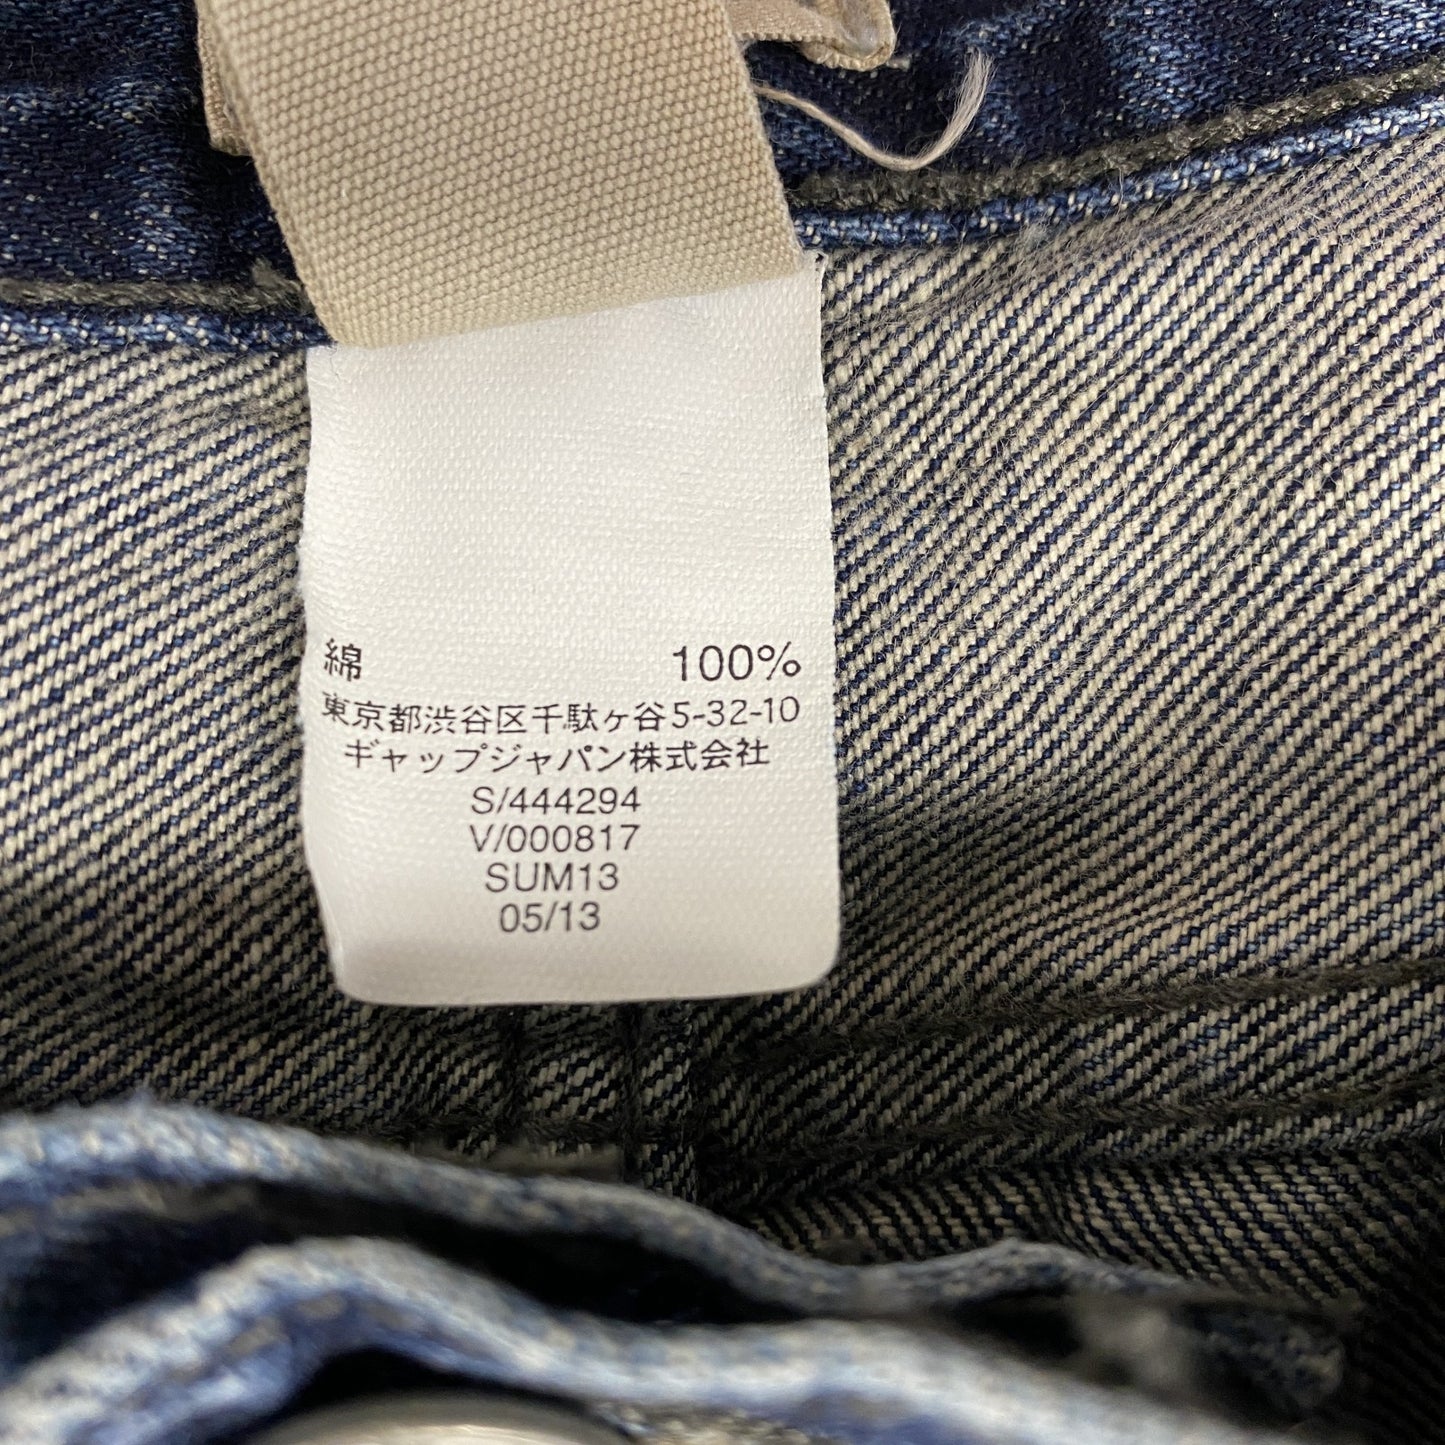 綿 100%
東京都渋谷区千駄ヶ谷5-32-10
ギャップジャパン株式会社
S/444294
V/000817
SUM13
05/13